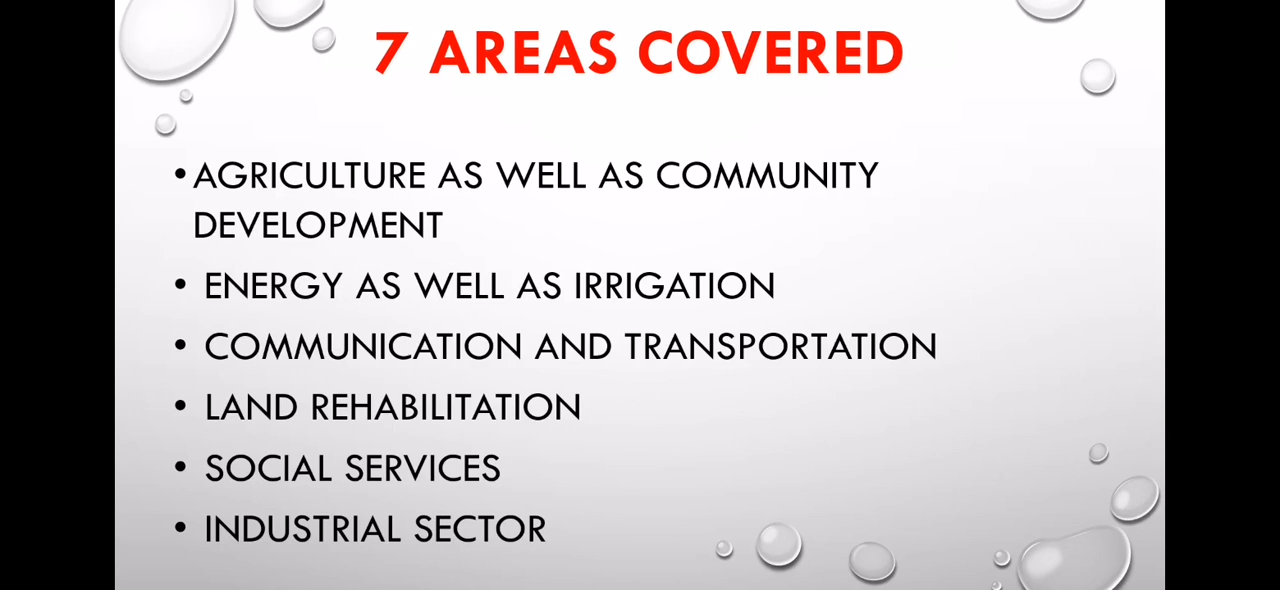 7 AREAS COVERED
•AGRICULTURE AS WELL AS COMMUNITY
DEVELOPMENT
• ENERGY AS WELL AS IRRIGATION
• COMMUNICATION AND TRANSPORTATION
• LAND REHABILITATION
• SOCIAL SERVICES
• INDUSTRIAL SECTOR